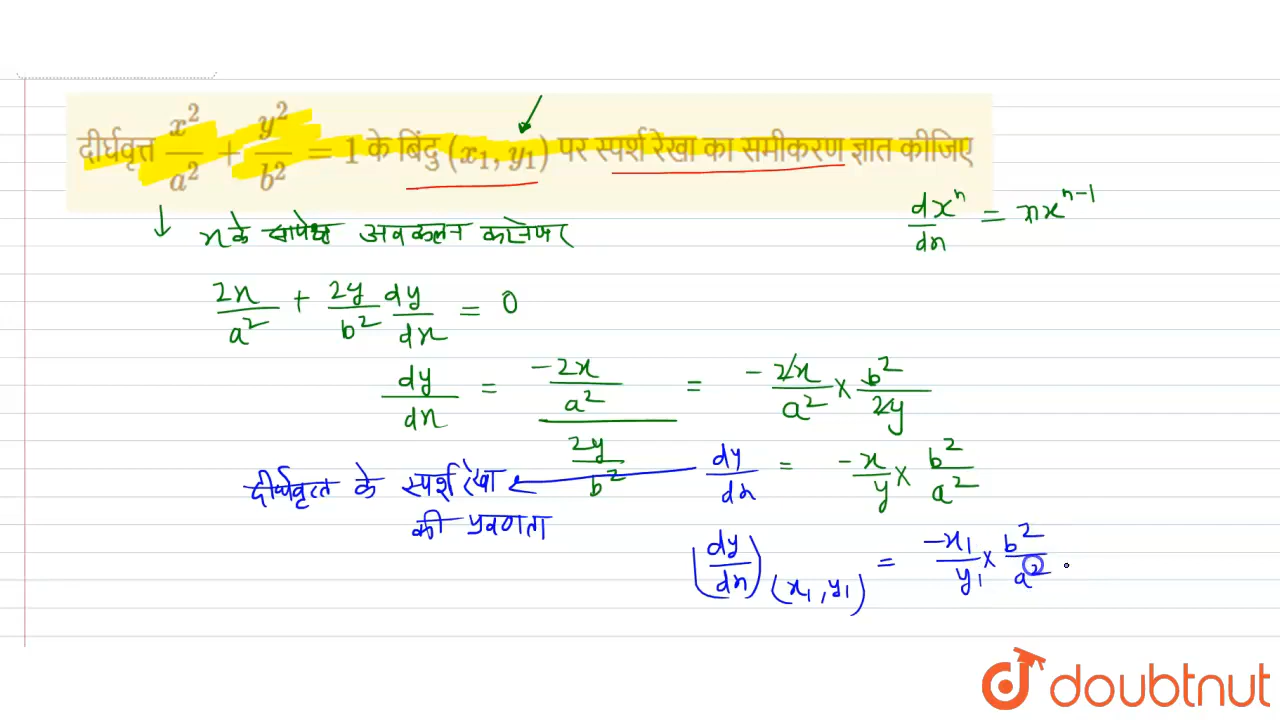 दीर्घवृत्त x²/a² + y²/b² = 1 के बिंदु (x₁, y₁) पर स्पर्श रेखा का समीकरण ज्ञात कीजिए
dxⁿ/dx = nxⁿ⁻¹
x के सापेक्ष अवकलन करने पर
2x/a² + 2y/b² dy/dx = 0
dy/dx = (-2x/a²)/(2y/b²) = -2x/a² × b²/2y
दीर्घवृत्त के स्पर्श रेखा
की प्रवणता
dy/dx = -x/y × b²/a²
(dy/dx)(x₁, y₁) = -x₁/y₁ × b²/a²
doubtnut